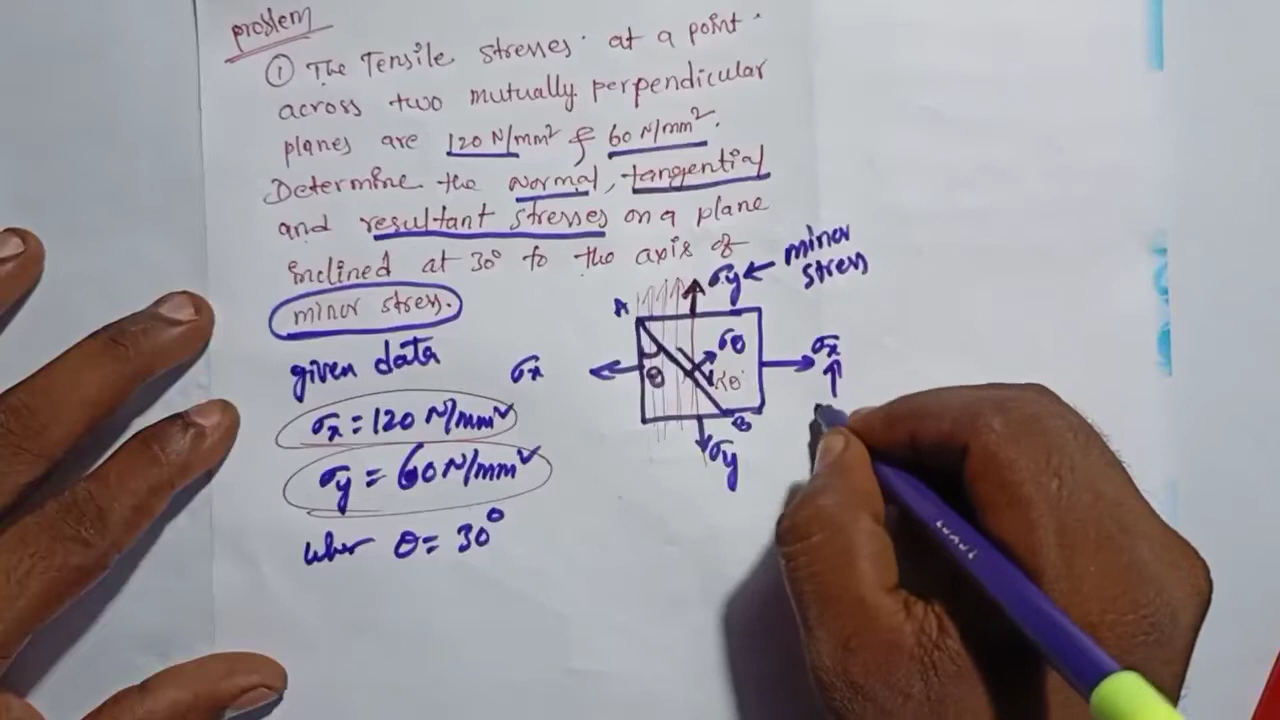 problem
① The Tensile stresses at a point
across two mutually perpendicular
planes are 120 N/mm² & 60 N/mm².
Determine the normal, tangential
and resultant stresses on a plane
inclined at 30° to the axis of
minor stress.
given data
σx = 120 N/mm²
σy = 60 N/mm²
when θ = 30°
σy ← minor
stress
A
σx
σθ
σx
θ
B
σy